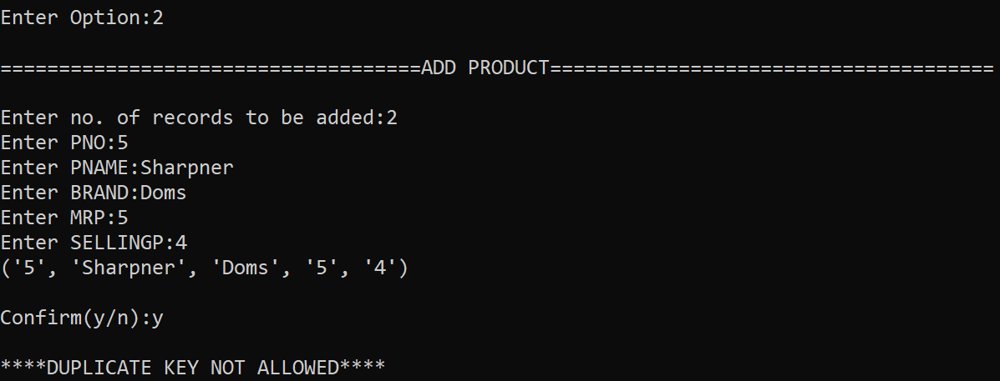 Enter Option:2
====================================ADD PRODUCT======================================
Enter no. of records to be added:2
Enter PNO:5
Enter PNAME:Sharpner
Enter BRAND:Doms
Enter MRP:5
Enter SELLINGP:4
('5', 'Sharpner', 'Doms', '5', '4')
Confirm(y/n):y
****DUPLICATE KEY NOT ALLOWED****